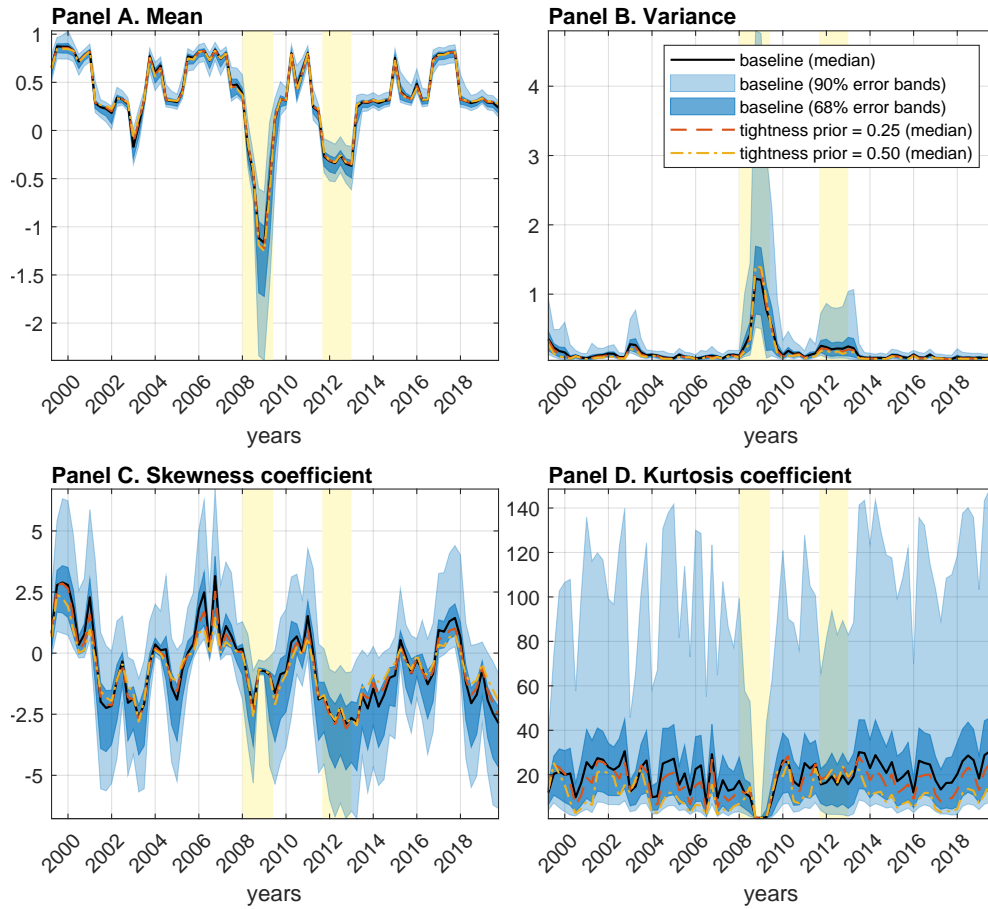 Panel A. Mean
1
0.5
0
-0.5
-1
-1.5
-2
2000 2002 2004 2006 2008 2010 2012 2014 2016 2018
years
Panel B. Variance
4
3
2
1
baseline (median)
baseline (90% error bands)
baseline (68% error bands)
tightness prior = 0.25 (median)
tightness prior = 0.50 (median)
2000 2002 2004 2006 2008 2010 2012 2014 2016 2018
years
Panel C. Skewness coefficient
5
2.5
0
-2.5
-5
2000 2002 2004 2006 2008 2010 2012 2014 2016 2018
years
Panel D. Kurtosis coefficient
140
120
100
80
60
40
20
2000 2002 2004 2006 2008 2010 2012 2014 2016 2018
years